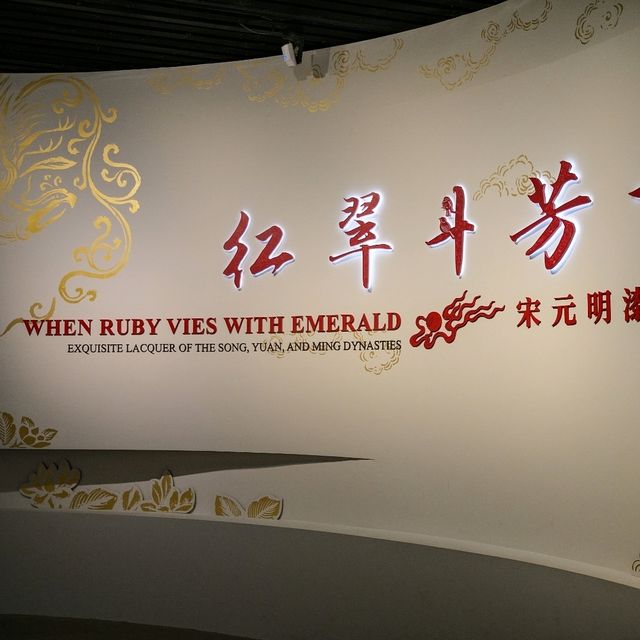 红翠斗芳
WHEN RUBY VIES WITH EMERALD
EXQUISITE LACQUER OF THE SONG, YUAN, AND MING DYNASTIES
宋元明漆